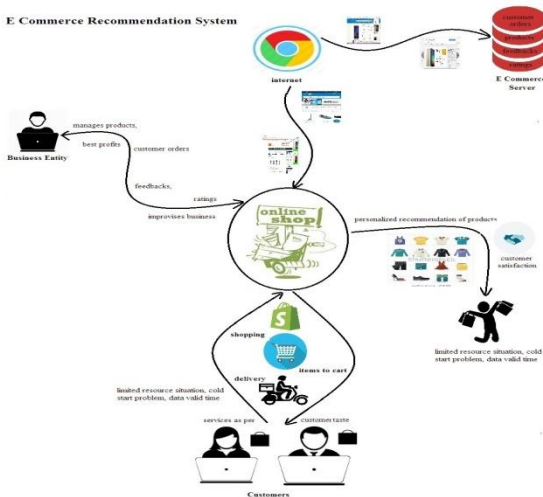 E Commerce Recommendation System
customer
orders
products
feedbacks
ratings
E Commerce
Server
internet
manages products,
best profits
customer orders
Business Entity
feedbacks,
ratings
improvises business
online
shop!
personalized recommendation of products
customer
satisfaction
limited resource situation, cold
start problem, data valid time
shopping
items to cart
delivery
limited resource situation, cold
start problem, data valid time
services as per
customer taste
Customers